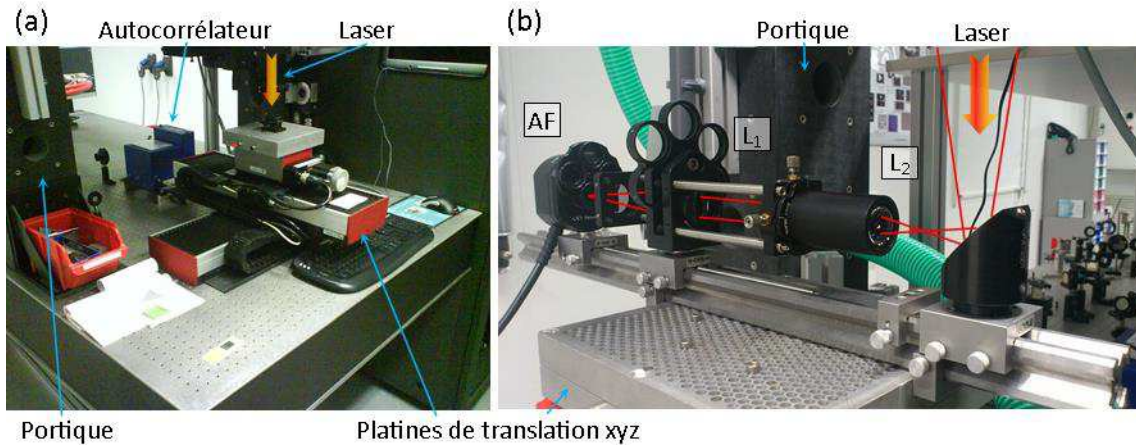 (a)
Autocorrélateur
Laser
Portique
Platines de translation xyz
(b)
Portique
Laser
AF
L₁
L₂